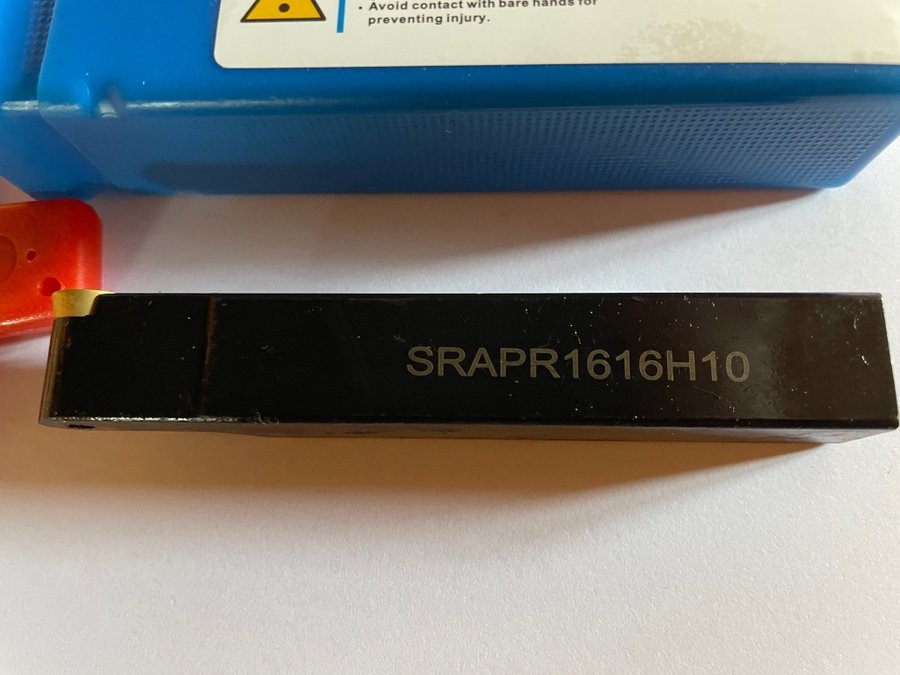 • Avoid contact with bare hands for
preventing injury.
SRAPR1616H10